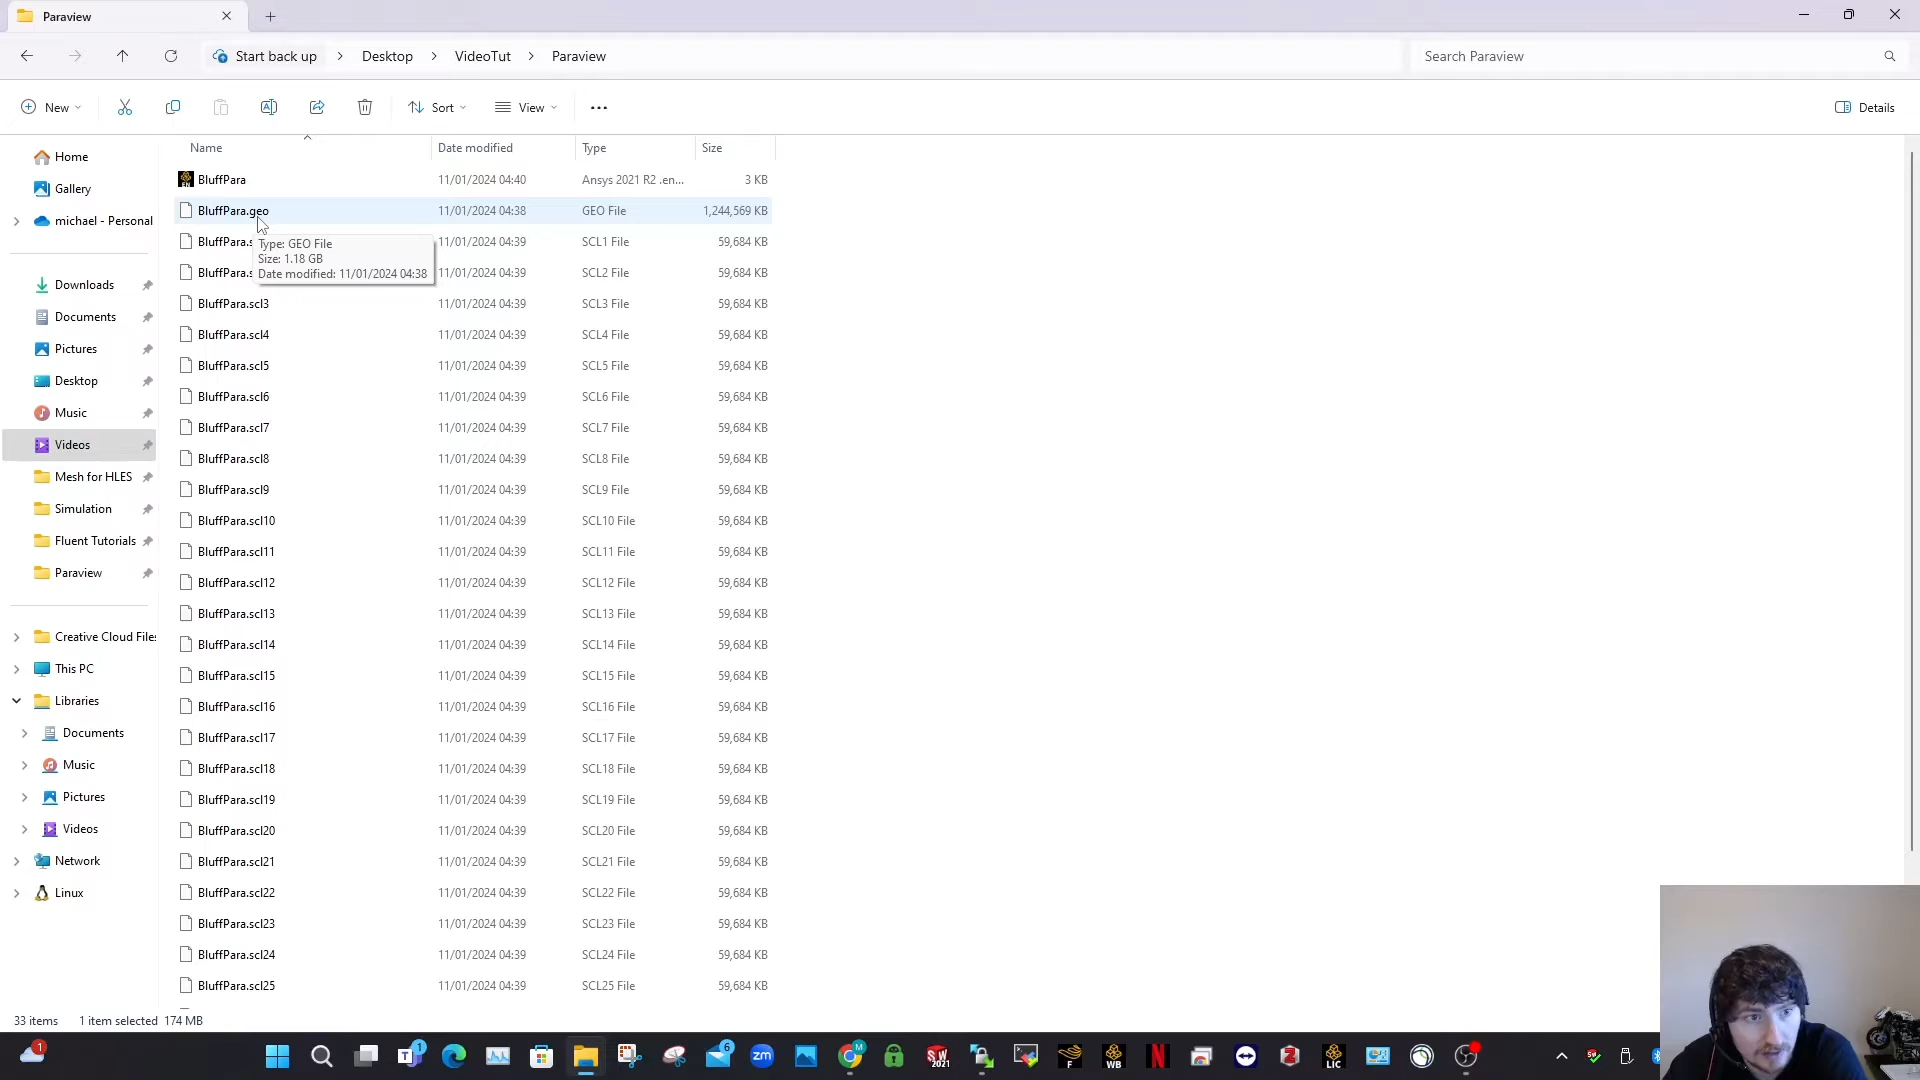 Paraview
Start back up > Desktop > VideoTut > Paraview
Search Paraview
New
Sort
View
Details
Name Date modified Type Size
BluffPara 11/01/2024 04:40 Ansys 2021 R2 .en... 3 KB
BluffPara.geo 11/01/2024 04:38 GEO File 1,244,569 KB
BluffPara.s 11/01/2024 04:39 SCL1 File 59,684 KB
BluffPara.s 11/01/2024 04:39 SCL2 File 59,684 KB
Type: GEO File
Size: 1.18 GB
Date modified: 11/01/2024 04:38
BluffPara.scl3 11/01/2024 04:39 SCL3 File 59,684 KB
BluffPara.scl4 11/01/2024 04:39 SCL4 File 59,684 KB
BluffPara.scl5 11/01/2024 04:39 SCL5 File 59,684 KB
BluffPara.scl6 11/01/2024 04:39 SCL6 File 59,684 KB
BluffPara.scl7 11/01/2024 04:39 SCL7 File 59,684 KB
BluffPara.scl8 11/01/2024 04:39 SCL8 File 59,684 KB
BluffPara.scl9 11/01/2024 04:39 SCL9 File 59,684 KB
BluffPara.scl10 11/01/2024 04:39 SCL10 File 59,684 KB
BluffPara.scl11 11/01/2024 04:39 SCL11 File 59,684 KB
BluffPara.scl12 11/01/2024 04:39 SCL12 File 59,684 KB
BluffPara.scl13 11/01/2024 04:39 SCL13 File 59,684 KB
BluffPara.scl14 11/01/2024 04:39 SCL14 File 59,684 KB
BluffPara.scl15 11/01/2024 04:39 SCL15 File 59,684 KB
BluffPara.scl16 11/01/2024 04:39 SCL16 File 59,684 KB
BluffPara.scl17 11/01/2024 04:39 SCL17 File 59,684 KB
BluffPara.scl18 11/01/2024 04:39 SCL18 File 59,684 KB
BluffPara.scl19 11/01/2024 04:39 SCL19 File 59,684 KB
BluffPara.scl20 11/01/2024 04:39 SCL20 File 59,684 KB
BluffPara.scl21 11/01/2024 04:39 SCL21 File 59,684 KB
BluffPara.scl22 11/01/2024 04:39 SCL22 File 59,684 KB
BluffPara.scl23 11/01/2024 04:39 SCL23 File 59,684 KB
BluffPara.scl24 11/01/2024 04:39 SCL24 File 59,684 KB
BluffPara.scl25 11/01/2024 04:39 SCL25 File 59,684 KB
Home
Gallery
michael - Personal
Downloads
Documents
Pictures
Desktop
Music
Videos
Mesh for HLES
Simulation
Fluent Tutorials
Paraview
Creative Cloud Files
This PC
Libraries
Documents
Music
Pictures
Videos
Network
Linux
33 items 1 item selected 174 MB
1
T
1
6
zm
M
SW
2021
F
WB
N
2
LIC